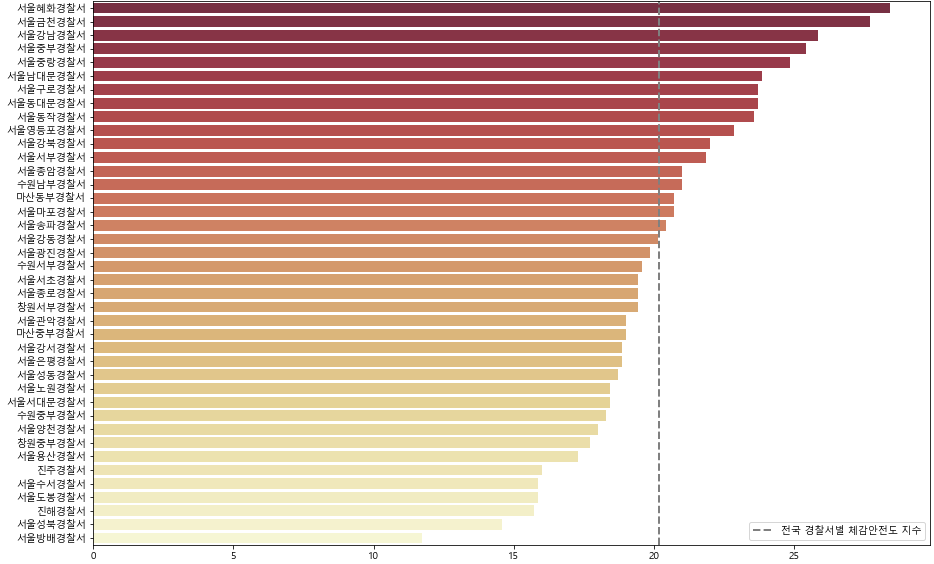 서울혜화경찰서
서울금천경찰서
서울강남경찰서
서울중부경찰서
서울중랑경찰서
서울남대문경찰서
서울구로경찰서
서울동대문경찰서
서울동작경찰서
서울영등포경찰서
서울강북경찰서
서울서부경찰서
서울종암경찰서
수원남부경찰서
마산동부경찰서
서울마포경찰서
서울송파경찰서
서울강동경찰서
서울광진경찰서
수원서부경찰서
서울서초경찰서
서울종로경찰서
창원서부경찰서
서울관악경찰서
마산중부경찰서
서울강서경찰서
서울은평경찰서
서울성동경찰서
서울노원경찰서
서울서대문경찰서
수원중부경찰서
서울양천경찰서
창원중부경찰서
서울용산경찰서
진주경찰서
서울수서경찰서
서울도봉경찰서
진해경찰서
서울성북경찰서
서울방배경찰서
전국 경찰서별 체감안전도 지수
0 5 10 15 20 25